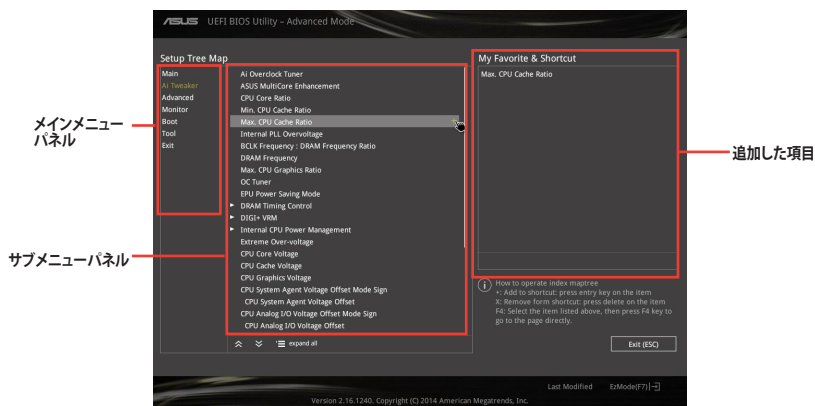 ASUS UEFI BIOS Utility – Advanced Mode
Setup Tree Map
Main
Ai Tweaker
Advanced
Monitor
Boot
Tool
Exit
Ai Overclock Tuner
ASUS MultiCore Enhancement
CPU Core Ratio
Min. CPU Cache Ratio
Max. CPU Cache Ratio
Internal PLL Overvoltage
BCLK Frequency : DRAM Frequency Ratio
DRAM Frequency
Max. CPU Graphics Ratio
OC Tuner
EPU Power Saving Mode
DRAM Timing Control
DIGI+ VRM
Internal CPU Power Management
Extreme Over-voltage
CPU Core Voltage
CPU Cache Voltage
CPU Graphics Voltage
CPU System Agent Voltage Offset Mode Sign
CPU System Agent Voltage Offset
CPU Analog I/O Voltage Offset Mode Sign
CPU Analog I/O Voltage Offset
expand all
My Favorite & Shortcut
Max. CPU Cache Ratio
How to operate index maptree
+: Add to shortcut: press entry key on the item
X: Remove form shortcut: press delete on the item
F4: Select the item listed above, then press F4 key to
go to the page directly.
Exit (ESC)
Last Modified
EzMode(F7)
Version 2.16.1240. Copyright (C) 2014 American Megatrends, Inc.
メインメニュー
パネル
サブメニューパネル
追加した項目